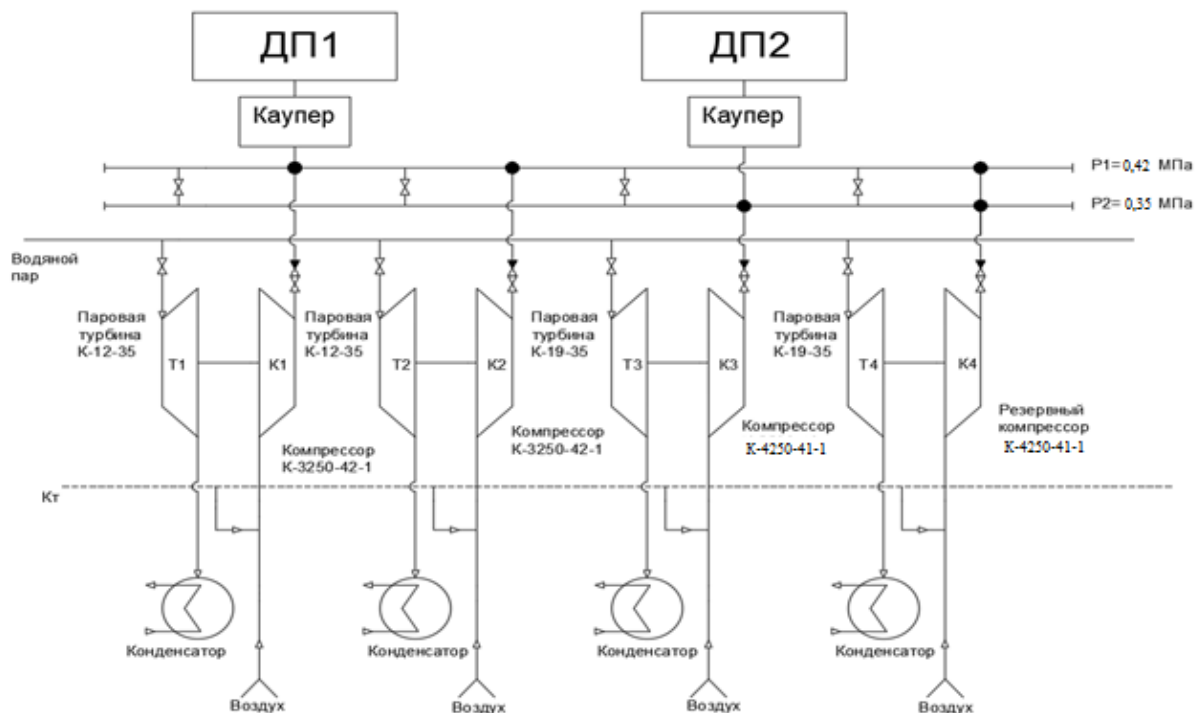 ДП1
ДП2
Каупер
Каупер
P1= 0,42 МПа
P2= 0,35 МПа
Водяной
пар
Паровая
турбина
К-12-35
Паровая
турбина
К-12-35
Паровая
турбина
К-19-35
Паровая
турбина
К-19-35
Т1
К1
Т2
К2
Т3
К3
Т4
К4
Компрессор
К-3250-42-1
Компрессор
К-3250-42-1
Компрессор
К-4250-41-1
Резервный
компрессор
К-4250-41-1
Кт
Конденсатор
Конденсатор
Конденсатор
Конденсатор
Воздух
Воздух
Воздух
Воздух